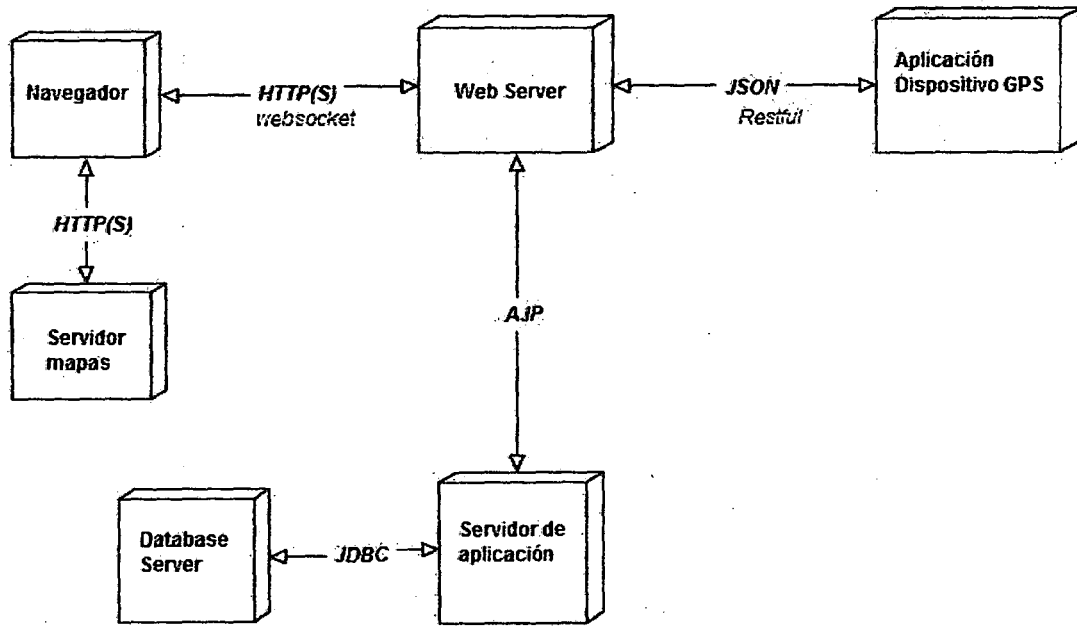 Navegador
HTTP(S)
websocket
Web Server
JSON
Restful
Aplicación
Dispositivo GPS
HTTP(S)
Servidor
mapas
AJP
Database
Server
JDBC
Servidor de
aplicación